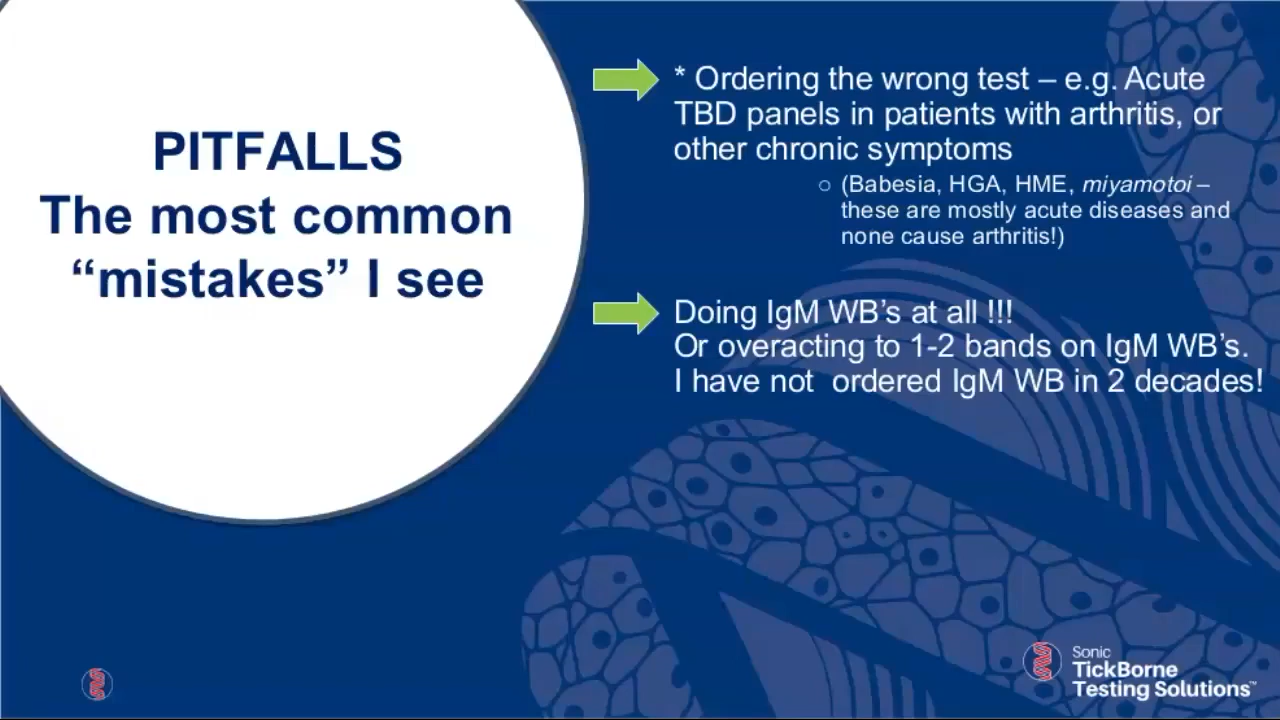 PITFALLS
The most common
“mistakes” I see
* Ordering the wrong test – e.g. Acute
TBD panels in patients with arthritis, or
other chronic symptoms
(Babesia, HGA, HME, miyamotoi –
these are mostly acute diseases and
none cause arthritis!)
Doing IgM WB’s at all !!!
Or overacting to 1-2 bands on IgM WB’s.
I have not  ordered IgM WB in 2 decades!
Sonic
TickBorne
Testing Solutions™